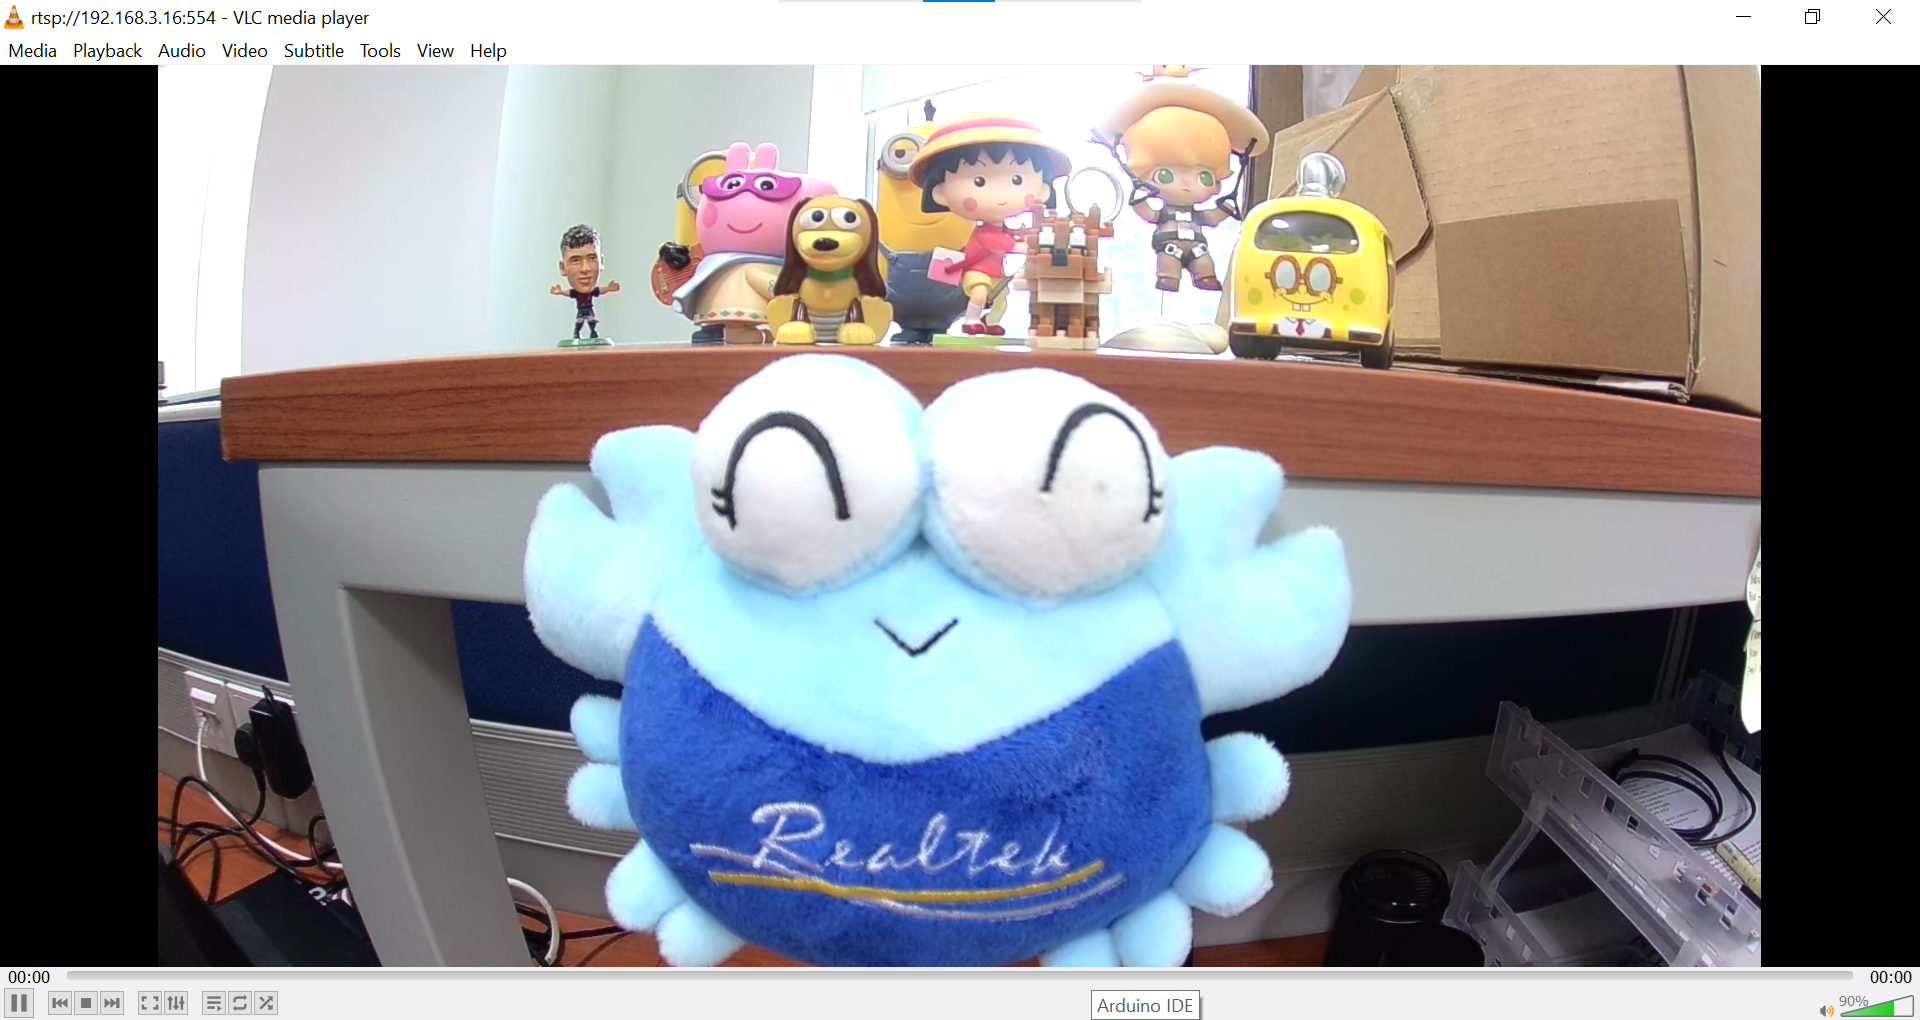 rtsp://192.168.3.16:554 - VLC media player
Media Playback Audio Video Subtitle Tools View Help
Realtek
00:00
00:00
Arduino IDE
90%